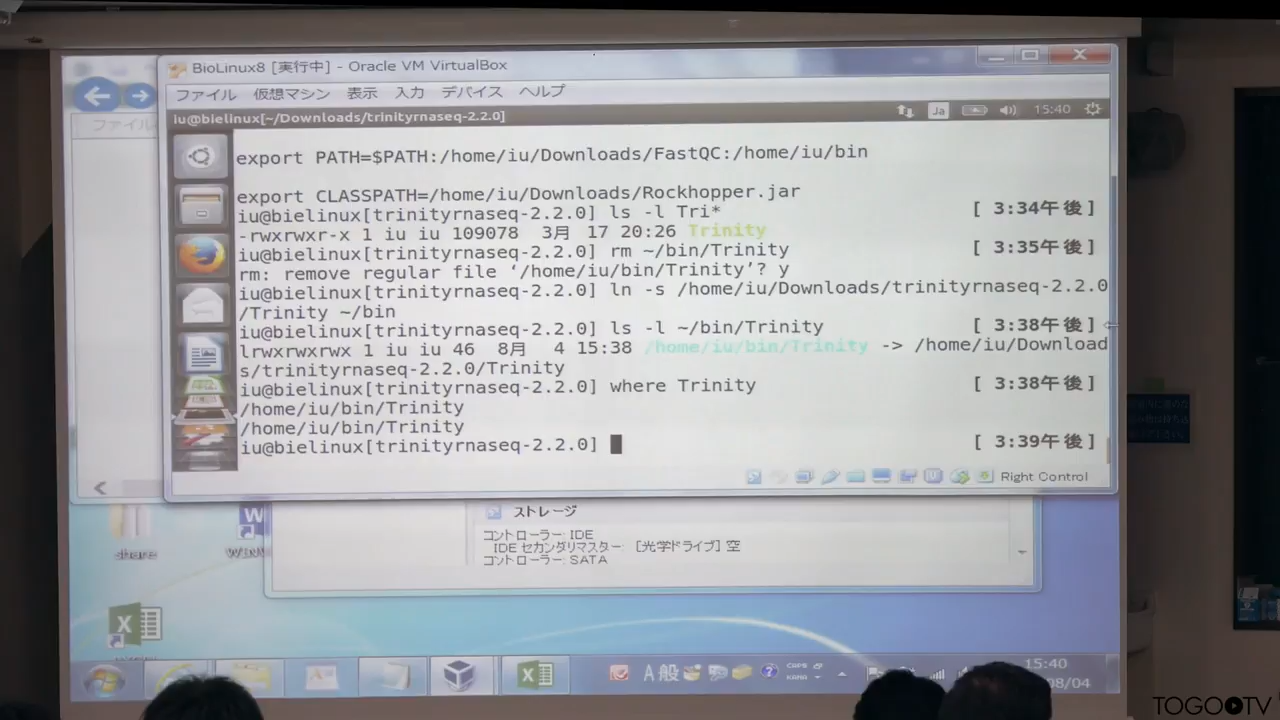 BioLinux8 [実行中] - Oracle VM VirtualBox
ファイル 仮想マシン 表示 入力 デバイス ヘルプ
iu@bielinux[~/Downloads/trinityrnaseq-2.2.0]
Ja
15:40
export PATH=$PATH:/home/iu/Downloads/FastQC:/home/iu/bin
export CLASSPATH=/home/iu/Downloads/Rockhopper.jar
iu@bielinux[trinityrnaseq-2.2.0] ls -l Tri* [ 3:34午後]
-rwxrwxr-x 1 iu iu 109078 3月 17 20:26 Trinity
iu@bielinux[trinityrnaseq-2.2.0] rm ~/bin/Trinity [ 3:35午後]
rm: remove regular file ‘/home/iu/bin/Trinity’? y
iu@bielinux[trinityrnaseq-2.2.0] ln -s /home/iu/Downloads/trinityrnaseq-2.2.0
/Trinity ~/bin
iu@bielinux[trinityrnaseq-2.2.0] ls -l ~/bin/Trinity [ 3:38午後]
lrwxrwxrwx 1 iu iu 46 8月 4 15:38 /home/iu/bin/Trinity -> /home/iu/Download
s/trinityrnaseq-2.2.0/Trinity
iu@bielinux[trinityrnaseq-2.2.0] where Trinity [ 3:38午後]
/home/iu/bin/Trinity
/home/iu/bin/Trinity
iu@bielinux[trinityrnaseq-2.2.0] [ 3:39午後]
Right Control
ファイル
share
ストレージ
コントローラー: IDE
IDE セカンダリマスター: [光学ドライブ] 空
コントローラー: SATA
A 般
CAPS
KANA
15:40
08/04
TOGOTV